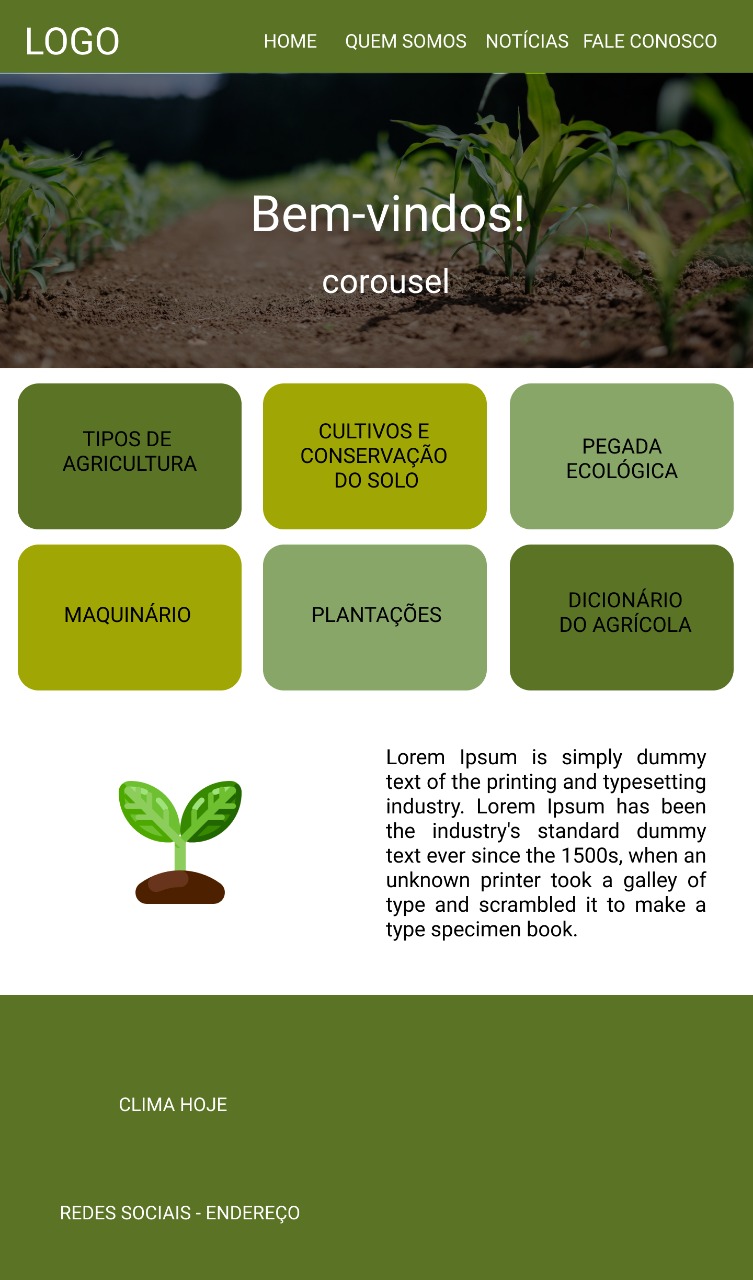 LOGO
HOME QUEM SOMOS NOTÍCIAS FALE CONOSCO
Bem-vindos!
corousel
TIPOS DE
AGRICULTURA
CULTIVOS E
CONSERVAÇÃO
DO SOLO
PEGADA
ECOLÓGICA
MAQUINÁRIO
PLANTAÇÕES
DICIONÁRIO
DO AGRÍCOLA
Lorem Ipsum is simply dummy
text of the printing and typesetting
industry. Lorem Ipsum has been
the industry's standard dummy
text ever since the 1500s, when an
unknown printer took a galley of
type and scrambled it to make a
type specimen book.
CLIMA HOJE
REDES SOCIAIS - ENDEREÇO